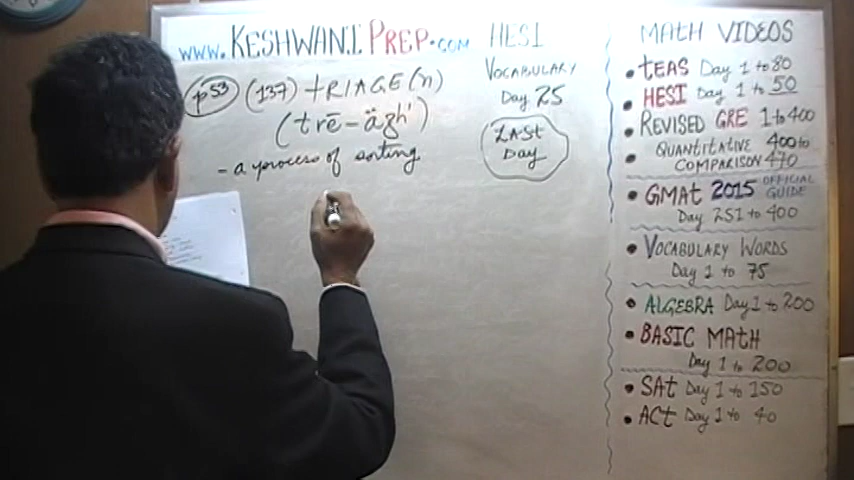 www.KESHWANIPREP.com
HESI
VOCABULARY
Day 25
LAST
DAY
p53 (137) tRIAGE (n)
(trē-äzh')
- a process of sorting
MATH VIDEOS
• TEAS Day 1 to 80
• HESI Day 1 to 50
• REVISED GRE 1 to 400
• QUANTITATIVE 400 to
COMPARISON 470
• GMAt 2015 OFFICIAL
GUIDE
Day 251 to 400
• VOCABULARY WORDS
Day 1 to 75
• ALGEBRA Day 1 to 200
• BASIC MATH
Day 1 to 200
• SAt Day 1 to 150
• ACt Day 1 to 40